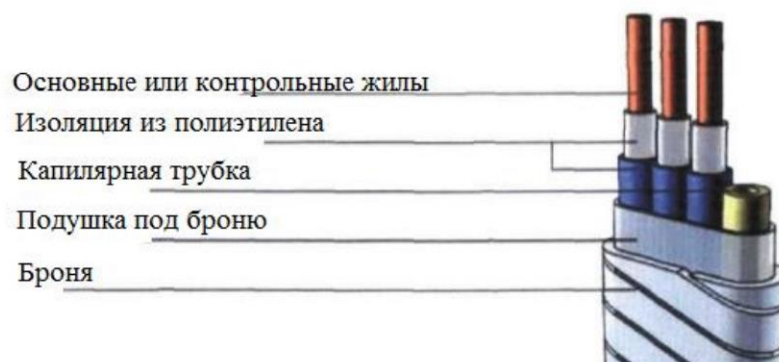 Основные или контрольные жилы
Изоляция из полиэтилена
Капилярная трубка
Подушка под броню
Броня